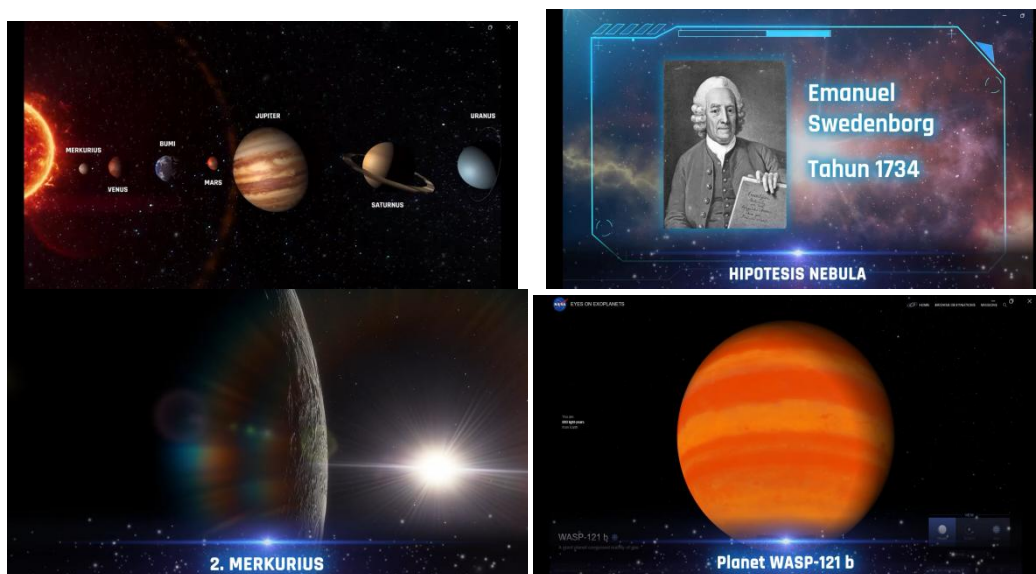 MERKURIUS
VENUS
BUMI
MARS
JUPITER
SATURNUS
URANUS
Emanuel
Swedenborg
Tahun 1734
HIPOTESIS NEBULA
2. MERKURIUS
EYES ON EXOPLANETS
HOME
WASP-121 b
Planet WASP-121 b